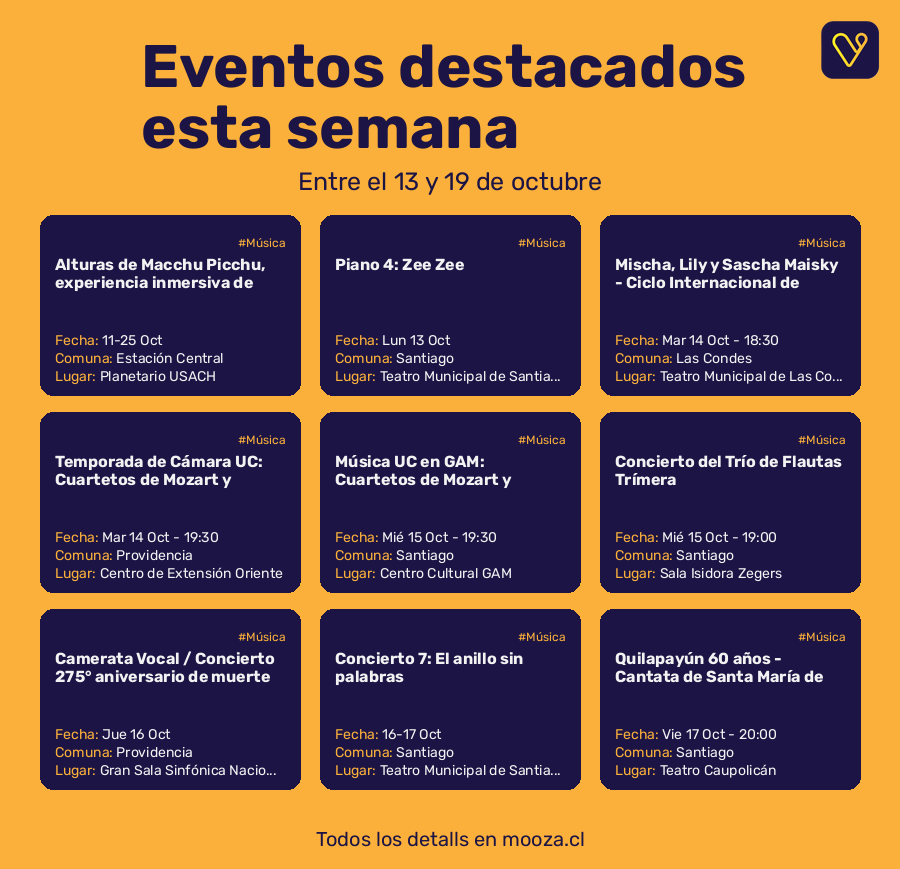 Eventos destacados
esta semana
Entre el 13 y 19 de octubre
#Música
Alturas de Macchu Picchu,
experiencia inmersiva de
Fecha: 11-25 Oct
Comuna: Estación Central
Lugar: Planetario USACH
#Música
Piano 4: Zee Zee
Fecha: Lun 13 Oct
Comuna: Santiago
Lugar: Teatro Municipal de Santia...
#Música
Mischa, Lily y Sascha Maisky
- Ciclo Internacional de
Fecha: Mar 14 Oct - 18:30
Comuna: Las Condes
Lugar: Teatro Municipal de Las Co...
#Música
Temporada de Cámara UC:
Cuartetos de Mozart y
Fecha: Mar 14 Oct - 19:30
Comuna: Providencia
Lugar: Centro de Extensión Oriente
#Música
Música UC en GAM:
Cuartetos de Mozart y
Fecha: Mié 15 Oct - 19:30
Comuna: Santiago
Lugar: Centro Cultural GAM
#Música
Concierto del Trío de Flautas
Trímera
Fecha: Mié 15 Oct - 19:00
Comuna: Santiago
Lugar: Sala Isidora Zegers
#Música
Camerata Vocal / Concierto
275° aniversario de muerte
Fecha: Jue 16 Oct
Comuna: Providencia
Lugar: Gran Sala Sinfónica Nacio...
#Música
Concierto 7: El anillo sin
palabras
Fecha: 16-17 Oct
Comuna: Santiago
Lugar: Teatro Municipal de Santia...
#Música
Quilapayún 60 años -
Cantata de Santa María de
Fecha: Vie 17 Oct - 20:00
Comuna: Santiago
Lugar: Teatro Caupolicán
Todos los detalls en mooza.cl